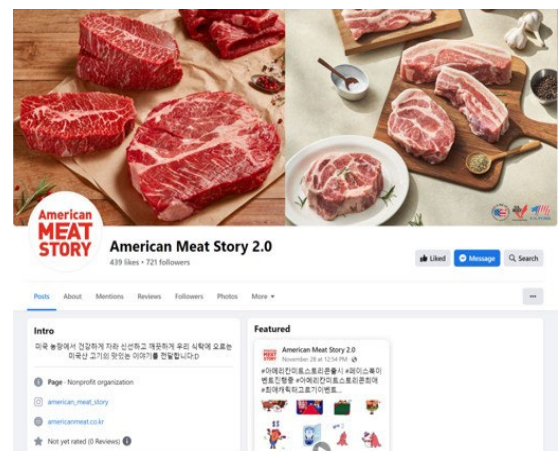 American
MEAT
STORY
American Meat Story 2.0
439 likes • 721 followers
Liked
Message
Search
Posts
About
Mentions
Reviews
Followers
Photos
More
Intro
미국 농장에서 건강하게 자라 신선하고 깨끗하게 우리 식탁에 오르는
미국산 고기의 맛있는 이야기를 전달합니다:D
Page · Nonprofit organization
american_meat_story
americanmeat.co.kr
Not yet rated (0 Reviews)
Featured
American Meat Story 2.0
November 28 at 12:54 PM
#아메리칸미트스토리콘출시 #페이스북이
벤트진행중 #아메리칸미트스토리콘최애
#최애캐릭터고르기이벤트...